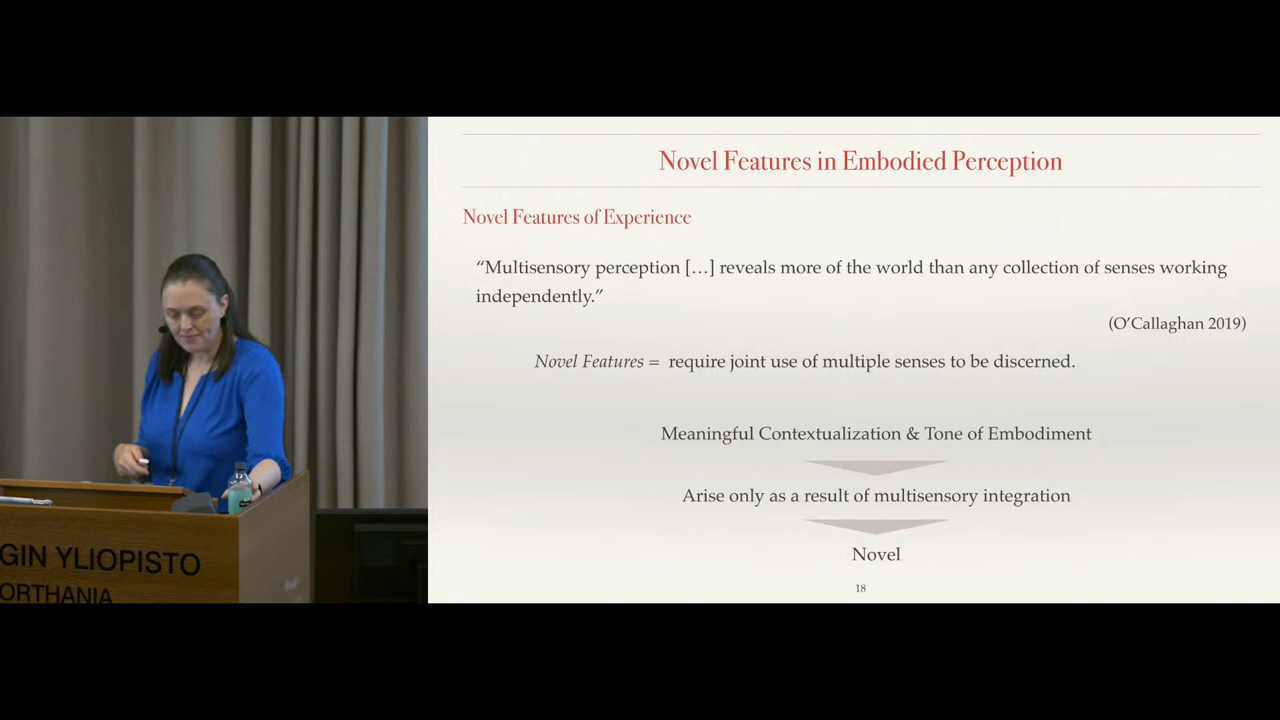 Novel Features in Embodied Perception
Novel Features of Experience
“Multisensory perception […] reveals more of the world than any collection of senses working
independently.”
(O’Callaghan 2019)
Novel Features = require joint use of multiple senses to be discerned.
Meaningful Contextualization & Tone of Embodiment
Arise only as a result of multisensory integration
Novel
18
GIN YLIOPISTO
ORTHANIA